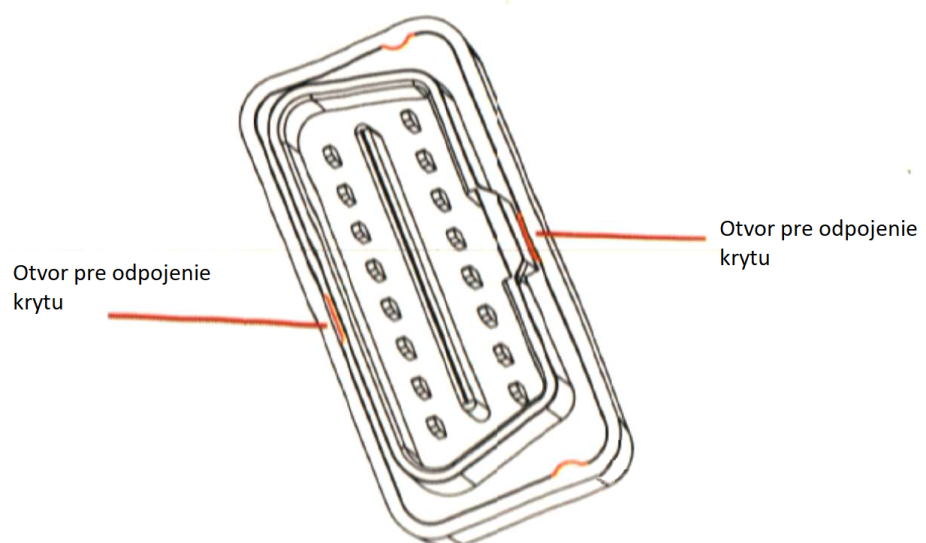 Otvor pre odpojenie
krytu
Otvor pre odpojenie
krytu